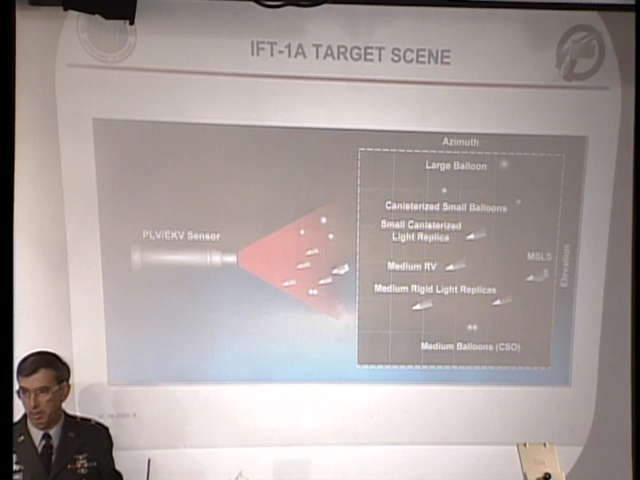 IFT-1A TARGET SCENE
Azimuth
Large Balloon
Canisterized Small Balloons
Small Canisterized
Light Replica
PLV/EKV Sensor
MSLS
Medium RV
Elevation
Medium Rigid Light Replicas
Medium Balloons (CSO)